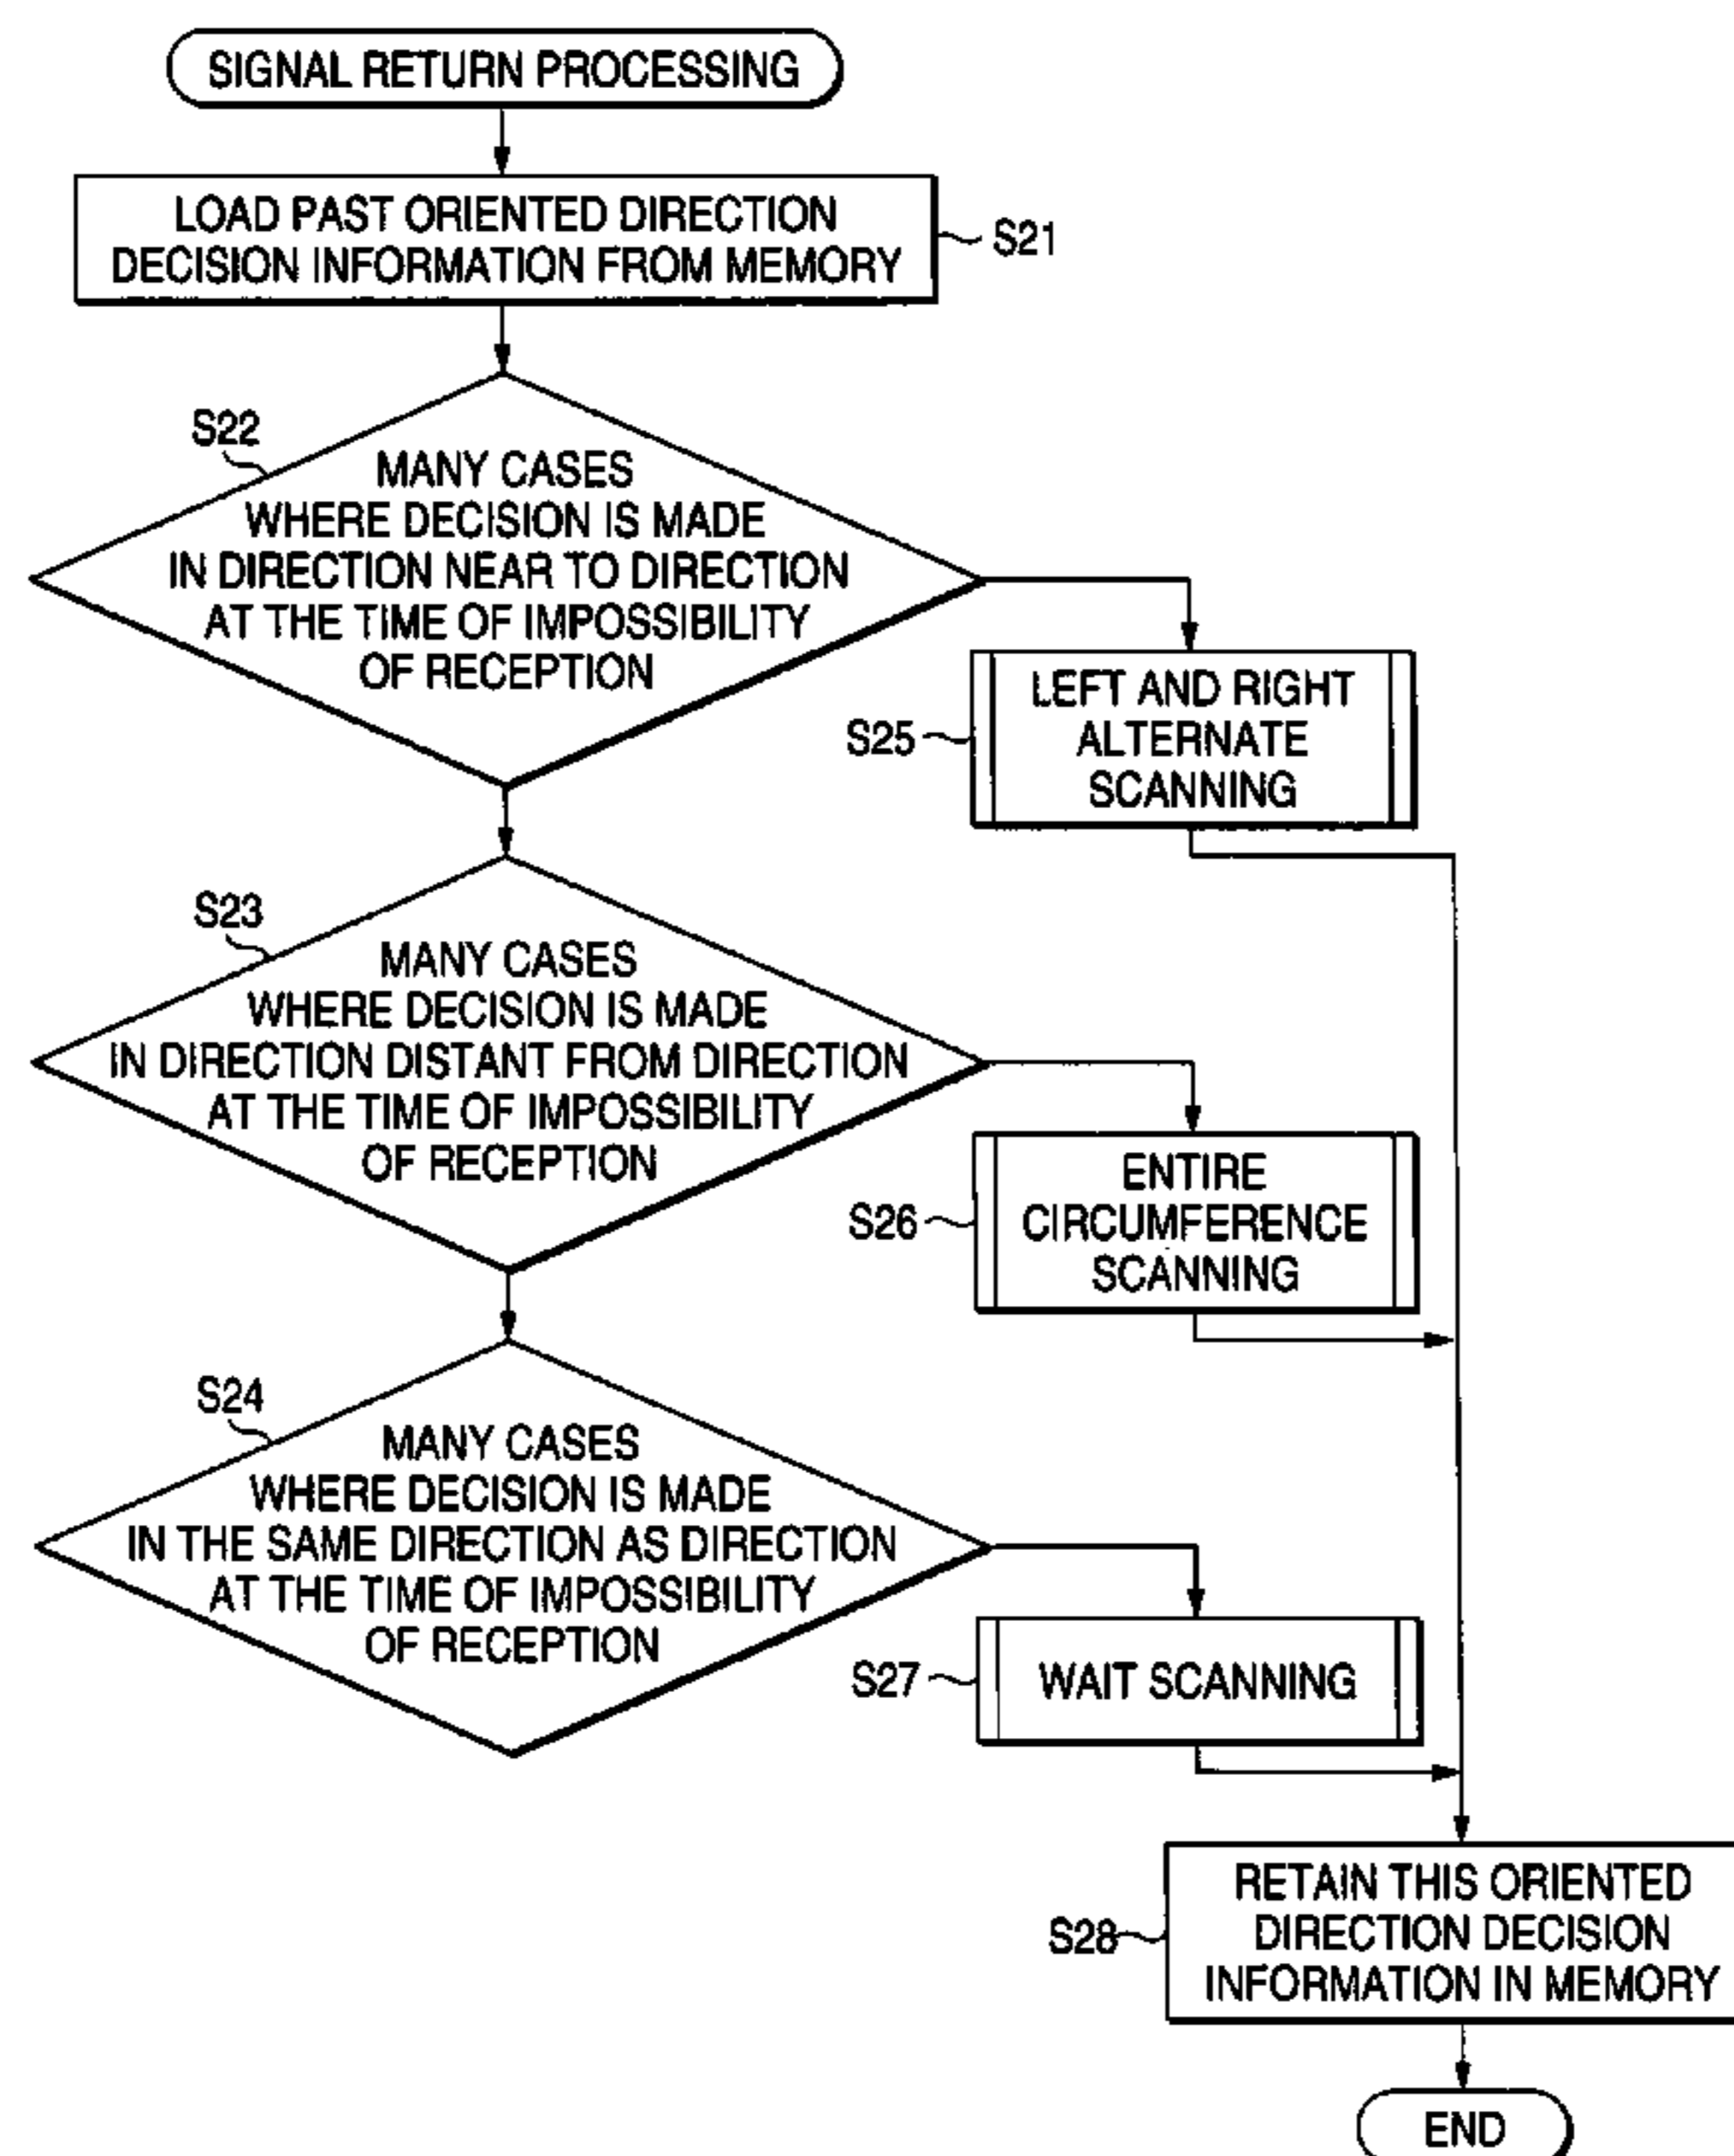 SIGNAL RETURN PROCESSING
LOAD PAST ORIENTED DIRECTION
DECISION INFORMATION FROM MEMORY
S21
S22
MANY CASES
WHERE DECISION IS MADE
IN DIRECTION NEAR TO DIRECTION
AT THE TIME OF IMPOSSIBILITY
OF RECEPTION
S25
LEFT AND RIGHT
ALTERNATE
SCANNING
S23
MANY CASES
WHERE DECISION IS MADE
IN DIRECTION DISTANT FROM DIRECTION
AT THE TIME OF IMPOSSIBILITY
OF RECEPTION
S26
ENTIRE
CIRCUMFERENCE
SCANNING
S24
MANY CASES
WHERE DECISION IS MADE
IN THE SAME DIRECTION AS DIRECTION
AT THE TIME OF IMPOSSIBILITY
OF RECEPTION
S27
WAIT SCANNING
S28
RETAIN THIS ORIENTED
DIRECTION DECISION
INFORMATION IN MEMORY
END